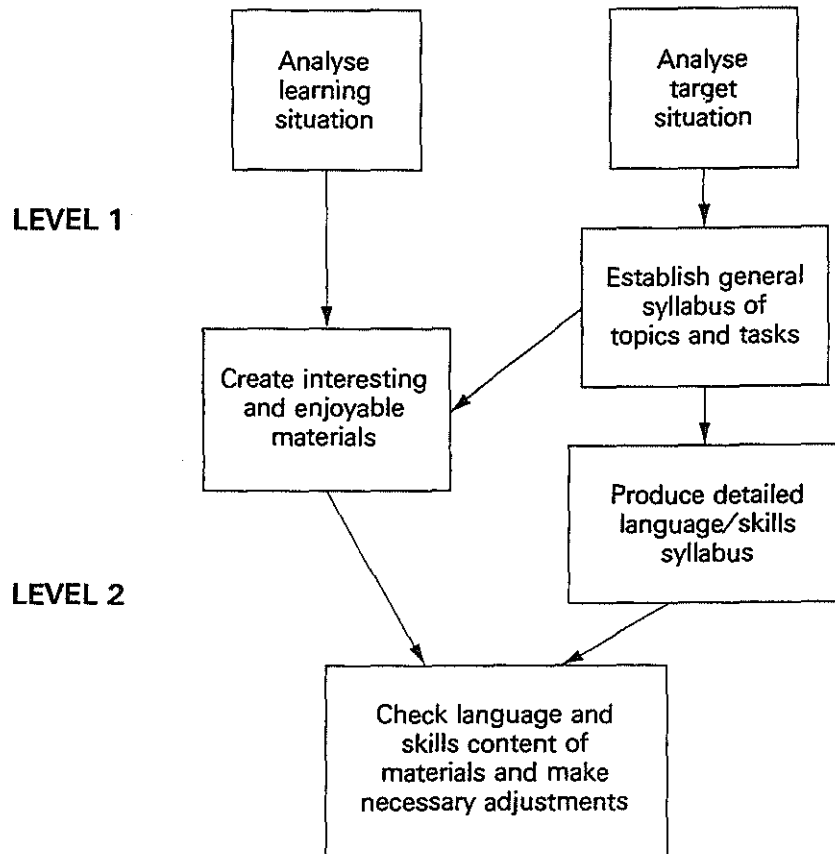 Analyse
learning
situation
Analyse
target
situation
LEVEL 1
Establish general
syllabus of
topics and tasks
Create interesting
and enjoyable
materials
Produce detailed
language/skills
syllabus
LEVEL 2
Check language and
skills content of
materials and make
necessary adjustments